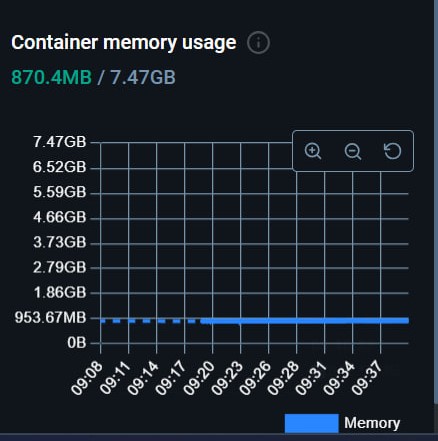 Container memory usage
870.4MB / 7.47GB
7.47GB
6.52GB
5.59GB
4.66GB
3.73GB
2.79GB
1.86GB
953.67MB
0B
09:08
09:11
09:14
09:17
09:20
09:23
09:26
09:28
09:31
09:34
09:37
Memory